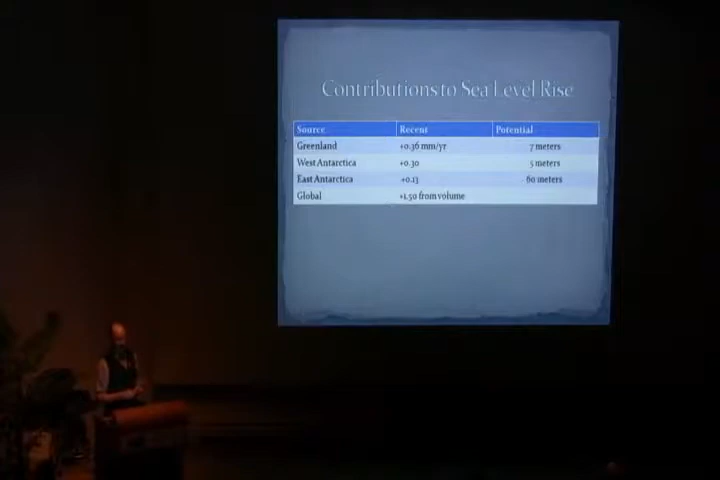 Contributions to Sea Level Rise
Source Recent Potential
Greenland +0.36 mm/yr 7 meters
West Antarctica +0.30 5 meters
East Antarctica +0.13 60 meters
Global +1.50 from volume